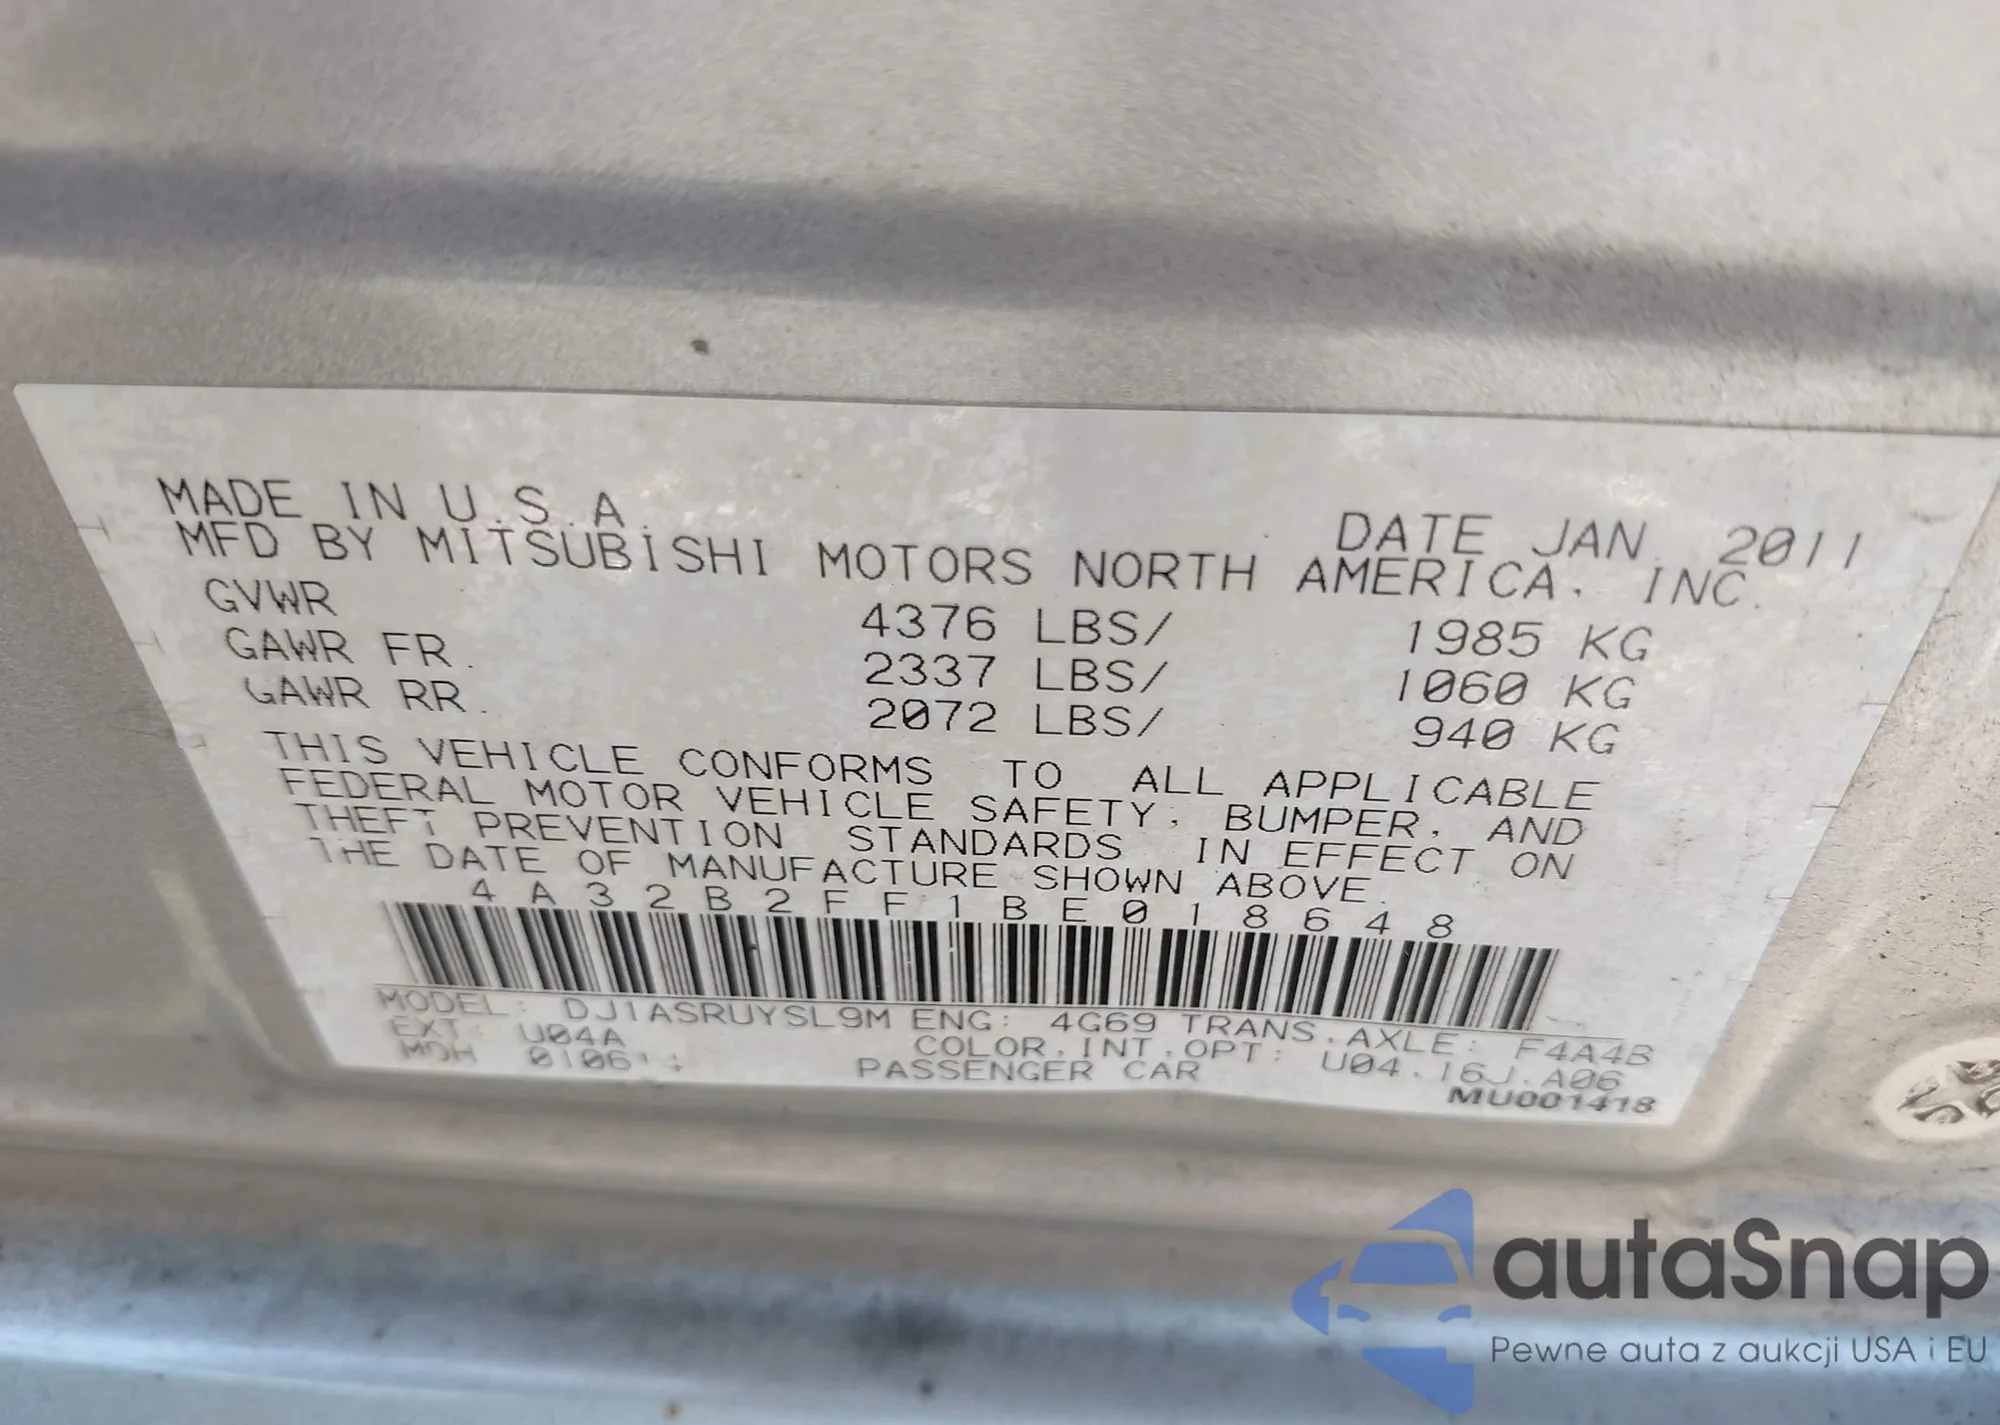 MADE IN U.S.A. DATE JAN. 2011
MFD BY MITSUBISHI MOTORS NORTH AMERICA, INC.
GVWR 4376 LBS/ 1985 KG
GAWR FR. 2337 LBS/ 1060 KG
GAWR RR. 2072 LBS/ 940 KG
THIS VEHICLE CONFORMS TO ALL APPLICABLE
FEDERAL MOTOR VEHICLE SAFETY, BUMPER, AND
THEFT PREVENTION STANDARDS IN EFFECT ON
THE DATE OF MANUFACTURE SHOWN ABOVE.
4A32B2FF1BE018648
MODEL: DJ1ASRUYSL9M ENG: 4G69 TRANS.AXLE: F4A4B
EXT: U04A COLOR.INT.OPT: U04.16J.A06
MDH PASSENGER CAR
MU001418
autaSnap
Pewne auta z aukcji USA i EU